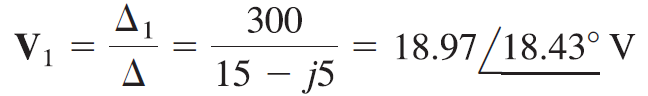 V₁ = Δ₁/Δ = 300/(15 − j5) = 18.97∠18.43° V